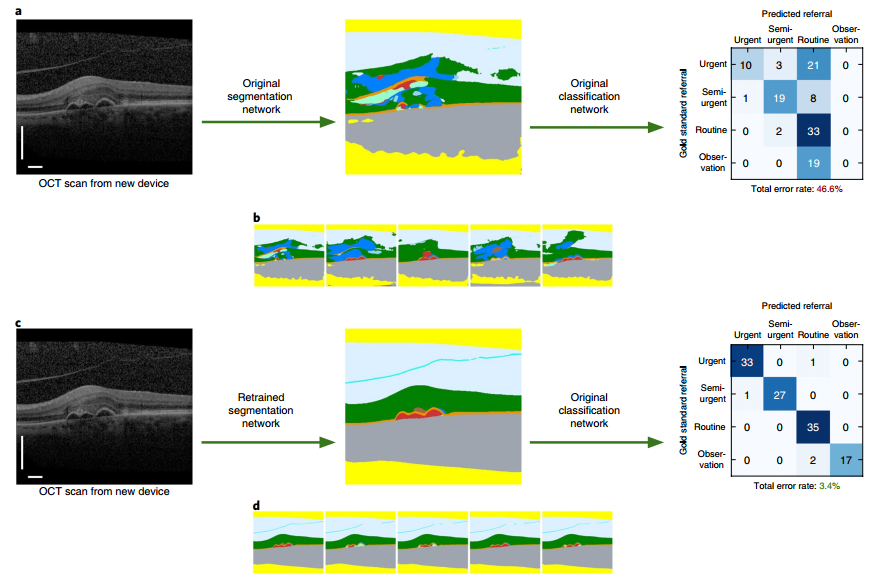 a
Predicted referral
Semi-
Obser-
Urgent urgent Routine vation
Original
segmentation
network
Original
classification
network
Gold standard referral
Urgent 10 3 21 0
Semi-
urgent 1 19 8 0
Routine 0 2 33 0
Obser-
vation 0 0 19 0
OCT scan from new device
Total error rate: 46.6%
b
c
Predicted referral
Semi-
Obser-
Urgent urgent Routine vation
Retrained
segmentation
network
Original
classification
network
Gold standard referral
Urgent 33 0 1 0
Semi-
urgent 1 27 0 0
Routine 0 0 35 0
Obser-
vation 0 0 2 17
OCT scan from new device
Total error rate: 3.4%
d